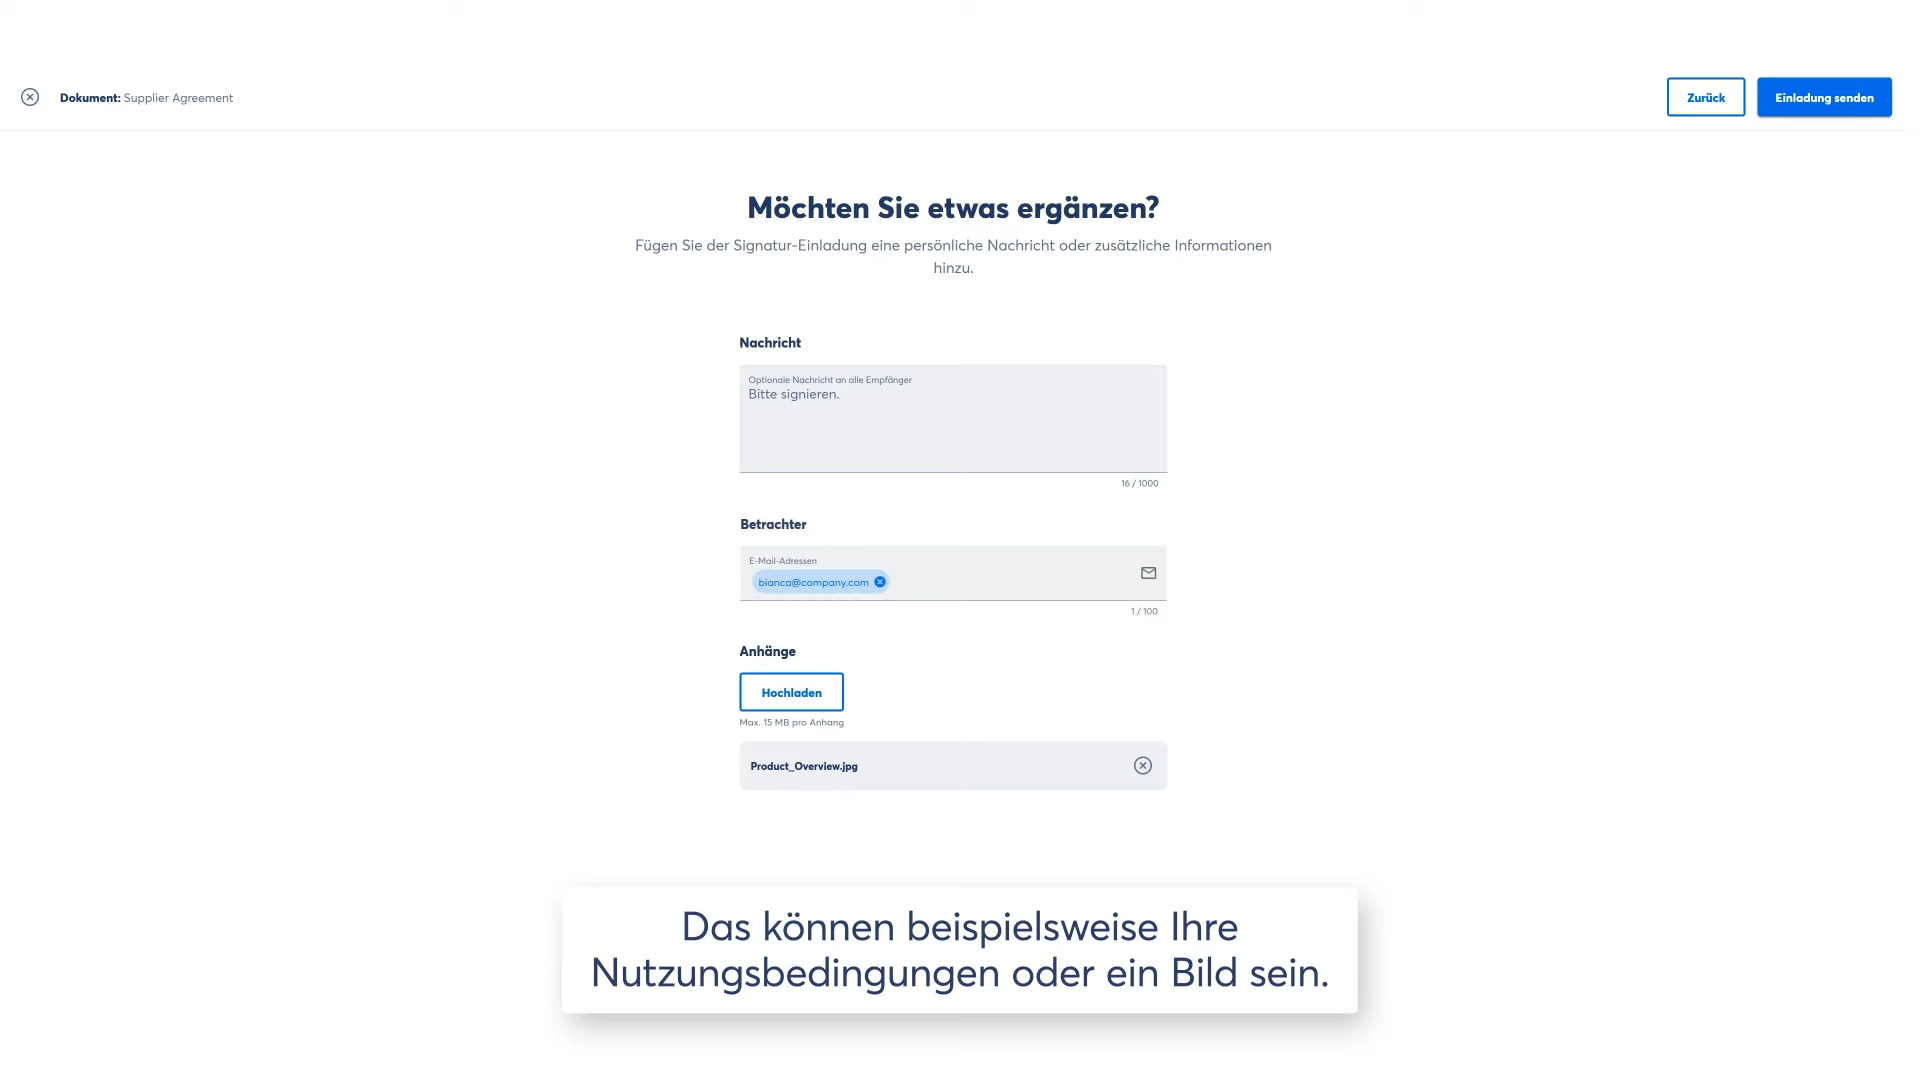 Dokument: Supplier Agreement
Zurück
Einladung senden
Möchten Sie etwas ergänzen?
Fügen Sie der Signatur-Einladung eine persönliche Nachricht oder zusätzliche Informationen
hinzu.
Nachricht
Optionale Nachricht an alle Empfänger
Bitte signieren.
16 / 1000
Betrachter
E-Mail-Adressen
bianca@company.com
1 / 100
Anhänge
Hochladen
Max. 15 MB pro Anhang
Product_Overview.jpg
Das können beispielsweise Ihre
Nutzungsbedingungen oder ein Bild sein.